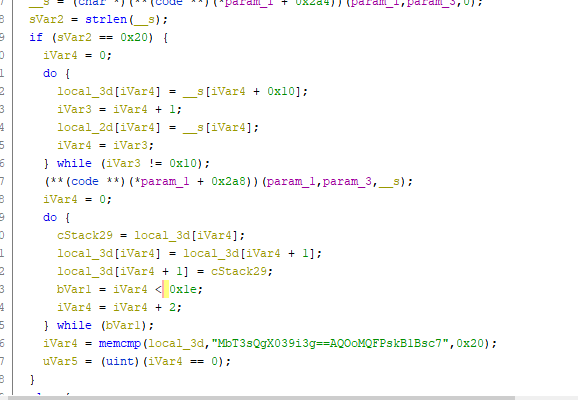 7 __s = (char *)(**(code **)(*param_1 + 0x2a4))(param_1,param_3,0);
8 sVar2 = strlen(__s);
9 if (sVar2 == 0x20) {
0 iVar4 = 0;
1 do {
2 local_3d[iVar4] = __s[iVar4 + 0x10];
3 iVar3 = iVar4 + 1;
4 local_2d[iVar4] = __s[iVar4];
5 iVar4 = iVar3;
6 } while (iVar3 != 0x10);
7 (**(code **)(*param_1 + 0x2a8))(param_1,param_3,__s);
8 iVar4 = 0;
9 do {
0 cStack29 = local_3d[iVar4];
1 local_3d[iVar4] = local_3d[iVar4 + 1];
2 local_3d[iVar4 + 1] = cStack29;
3 bVar1 = iVar4 < 0x1e;
4 iVar4 = iVar4 + 2;
5 } while (bVar1);
6 iVar4 = memcmp(local_3d,"MbT3sQgX039i3g==AQOoMQFPskB1Bsc7",0x20);
7 uVar5 = (uint)(iVar4 == 0);
8 }